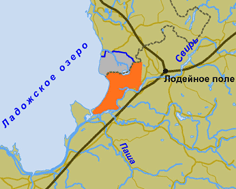 Ладожское озеро
Свирь
Лодейное поле
Паша